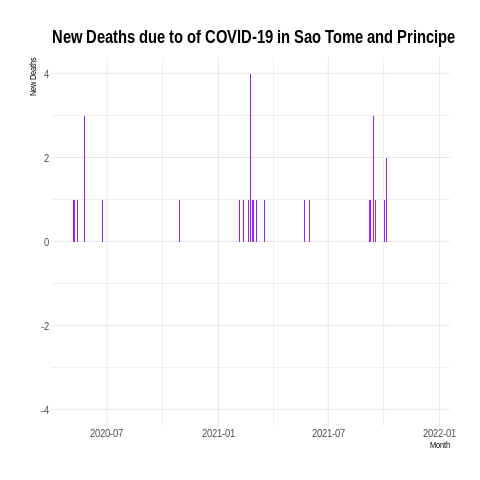 New Deaths due to of COVID-19 in Sao Tome and Principe
New Deaths
4
2
0
-2
-4
2020-07 2021-01 2021-07 2022-01
Month